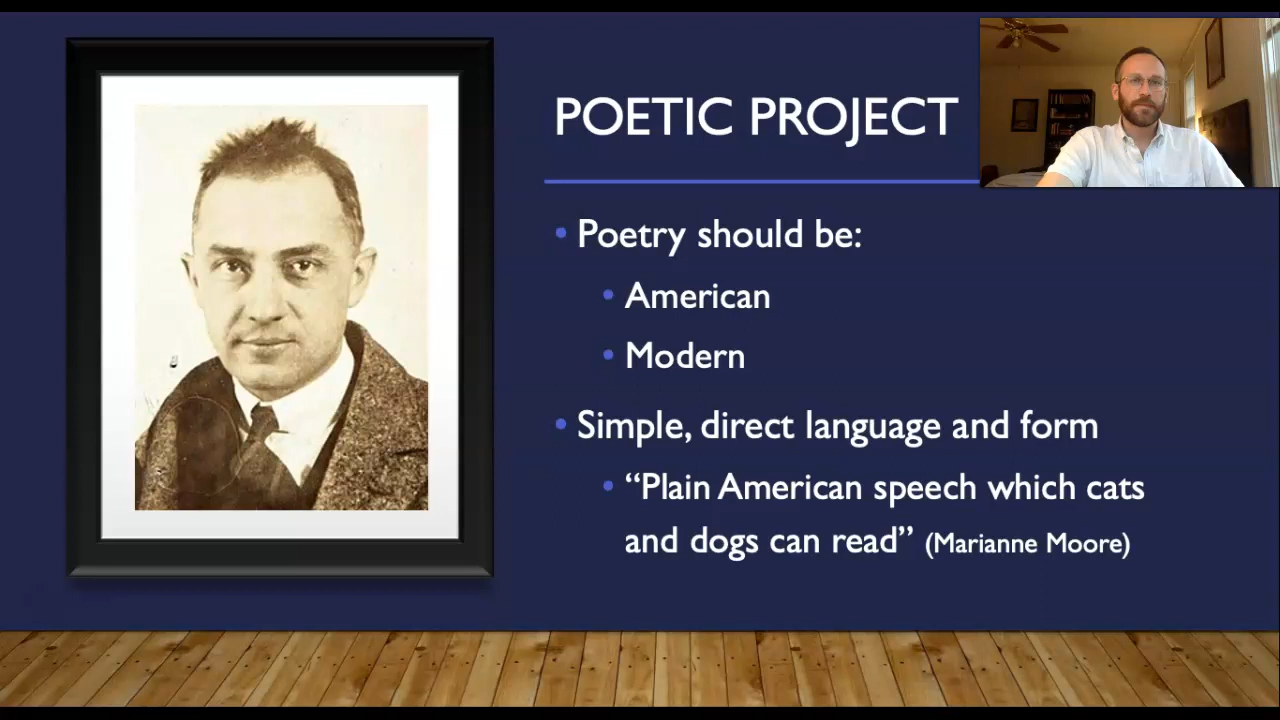 POETIC PROJECT
• Poetry should be:
• American
• Modern
• Simple, direct language and form
• “Plain American speech which cats
and dogs can read” (Marianne Moore)